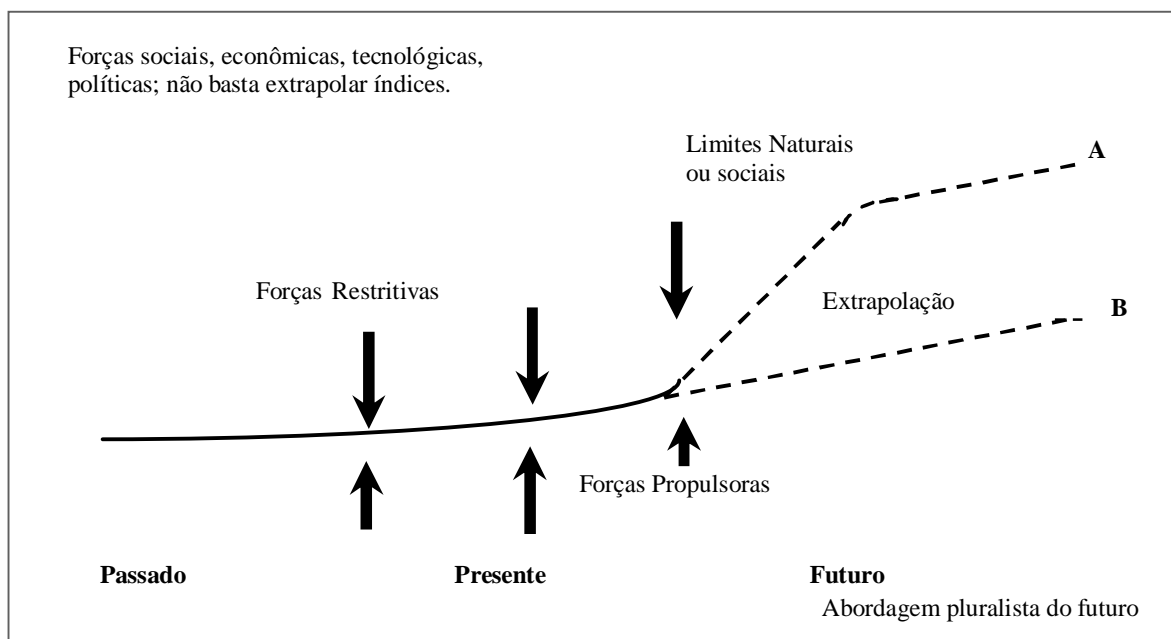 Forças sociais, econômicas, tecnológicas,
políticas; não basta extrapolar índices.
Limites Naturais
ou sociais
A
Forças Restritivas
Extrapolação
B
Forças Propulsoras
Passado
Presente
Futuro
Abordagem pluralista do futuro